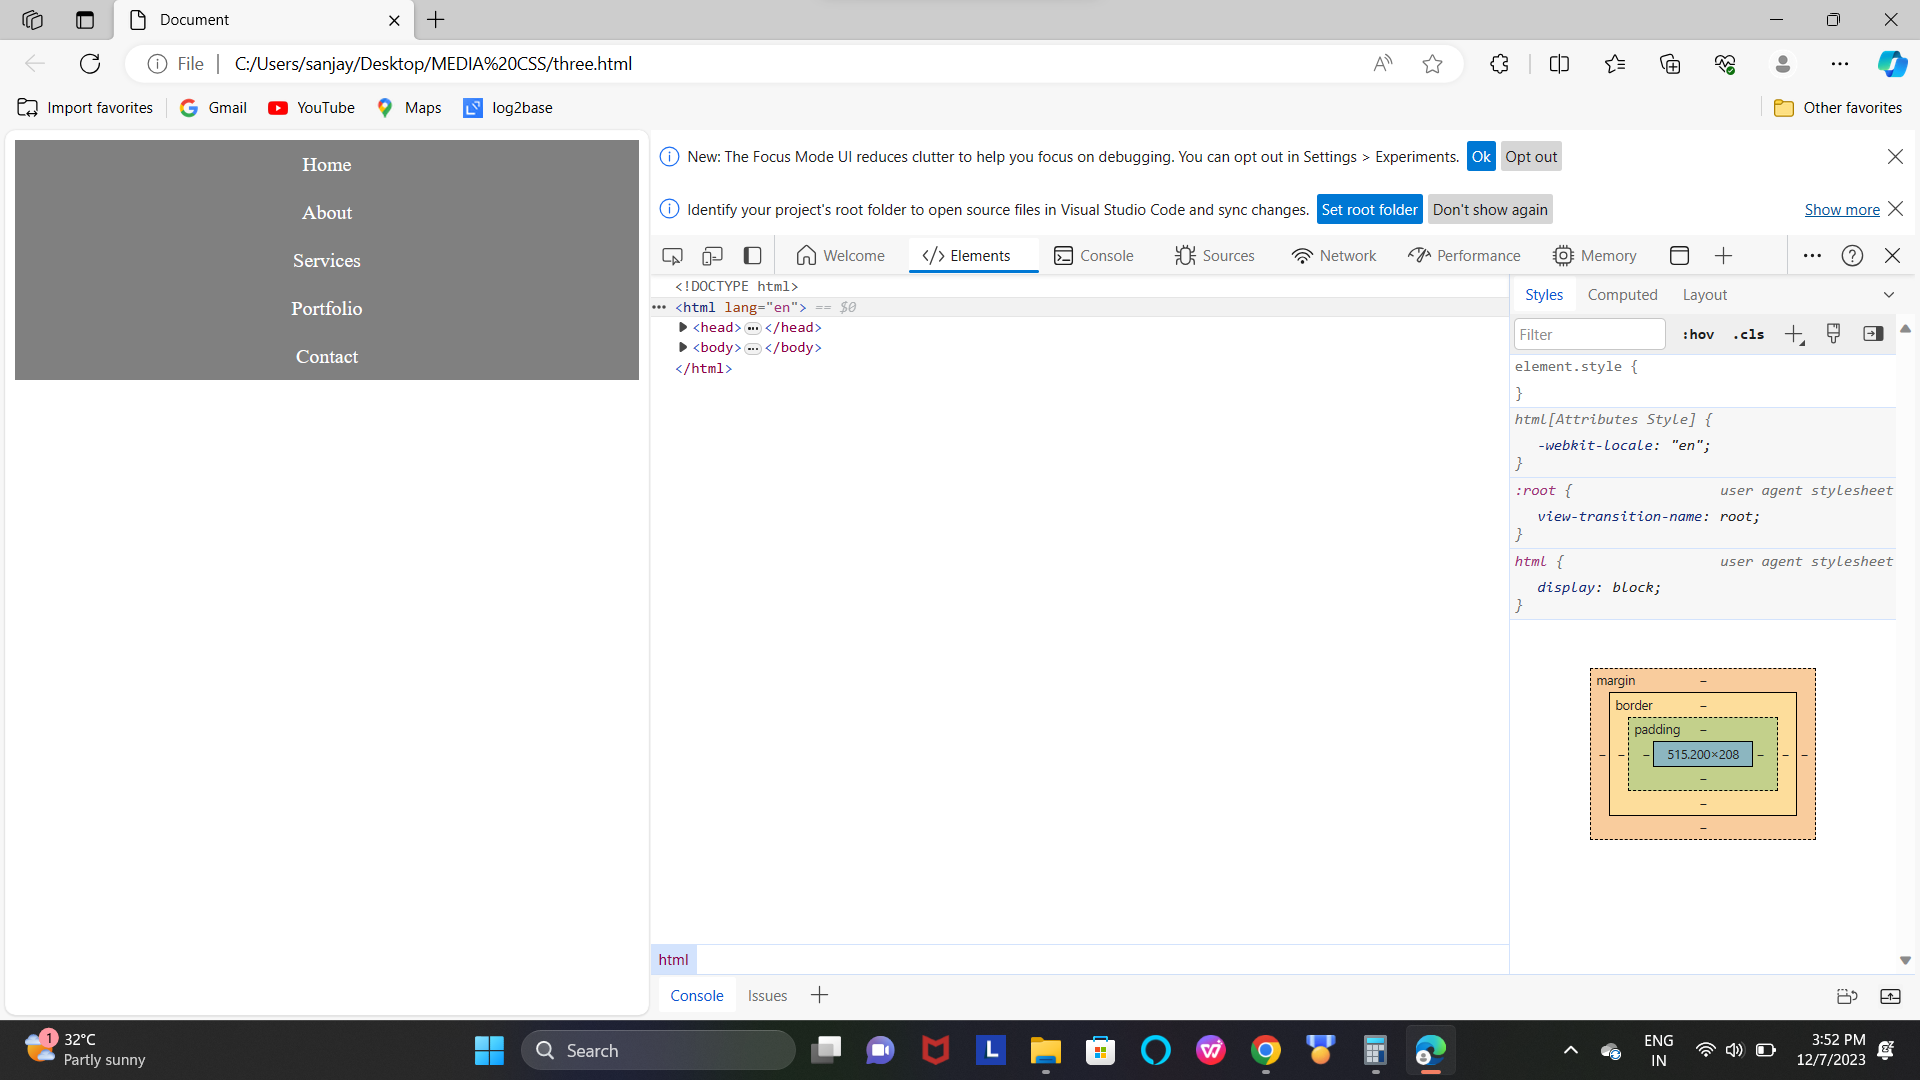 Document
File
C:/Users/sanjay/Desktop/MEDIA%20CSS/three.html
Import favorites
Gmail
YouTube
Maps
log2base
Other favorites
Home
About
Services
Portfolio
Contact
New: The Focus Mode UI reduces clutter to help you focus on debugging. You can opt out in Settings > Experiments.
Ok
Opt out
Identify your project's root folder to open source files in Visual Studio Code and sync changes.
Set root folder
Don't show again
Show more
Welcome
Elements
Console
Sources
Network
Performance
Memory
<!DOCTYPE html>
<html lang="en"> == $0
<head>…</head>
<body>…</body>
</html>
Styles
Computed
Layout
Filter
:hov
.cls
element.style {
}
html[Attributes Style] {
-webkit-locale: "en";
}
:root {
user agent stylesheet
view-transition-name: root;
}
html {
user agent stylesheet
display: block;
}
margin
–
border
–
padding
–
– – – 515.200×208 – – –
–
–
–
html
Console
Issues
1
32°C
Partly sunny
Search
L
ENG
IN
3:52 PM
12/7/2023